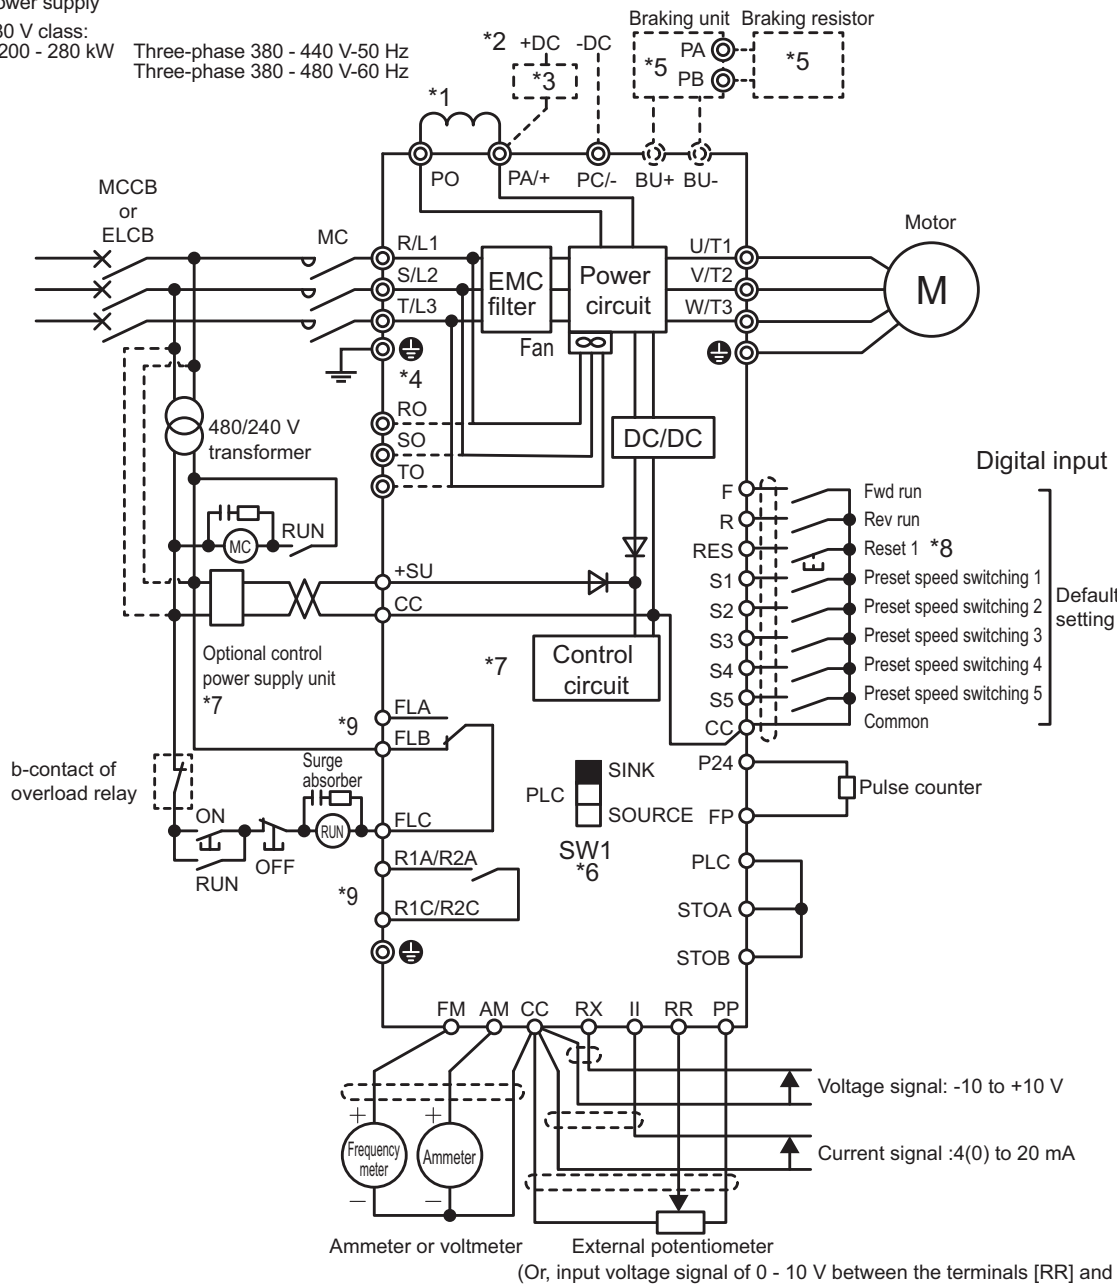 ower supply
80 V class:
200 - 280 kW Three-phase 380 - 440 V-50 Hz
Three-phase 380 - 480 V-60 Hz
Braking unit Braking resistor
*2 +DC -DC
PA
*5
*5
PB
*3
*1
PO PA/+ PC/- BU+ BU-
MCCB
or
ELCB
MC
R/L1
S/L2
T/L3
EMC
filter
Power
circuit
U/T1
V/T2
W/T3
Motor
M
Fan
*4
RO
SO
TO
480/240 V
transformer
DC/DC
Digital input
MC
RUN
F
Fwd run
R
Rev run
RES
Reset 1 *8
S1
Preset speed switching 1
S2
Preset speed switching 2
S3
Preset speed switching 3
S4
Preset speed switching 4
S5
Preset speed switching 5
CC
Common
Default
setting
+SU
CC
Optional control
power supply unit
*7
*7
Control
circuit
*9
FLA
FLB
FLC
b-contact of
overload relay
Surge
absorber
ON
OFF
RUN
RUN
PLC
SINK
SOURCE
SW1
*6
P24
FP
Pulse counter
PLC
STOA
STOB
R1A/R2A
*9
R1C/R2C
FM AM CC RX II RR PP
Voltage signal: -10 to +10 V
Current signal :4(0) to 20 mA
+ +
Frequency
meter
Ammeter
− −
Ammeter or voltmeter
External potentiometer
(Or, input voltage signal of 0 - 10 V between the terminals [RR] and